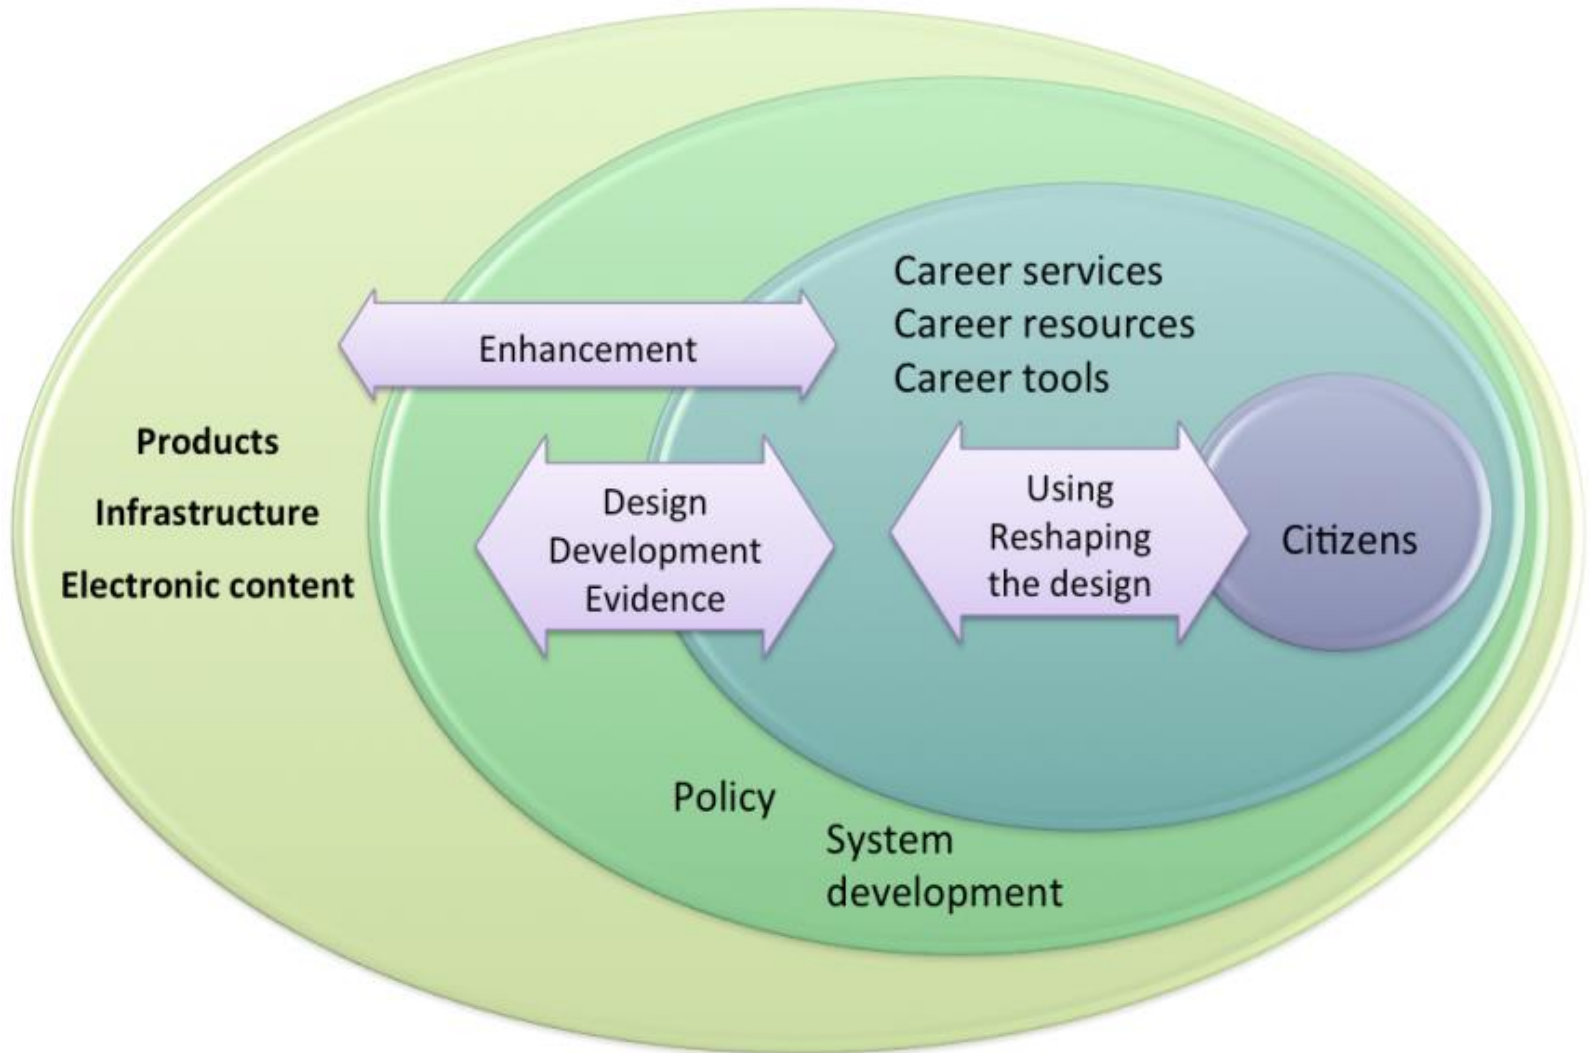 Career services
Career resources
Career tools
Enhancement
Products
Infrastructure
Electronic content
Design
Development
Evidence
Using
Reshaping
the design
Citizens
Policy
System
development